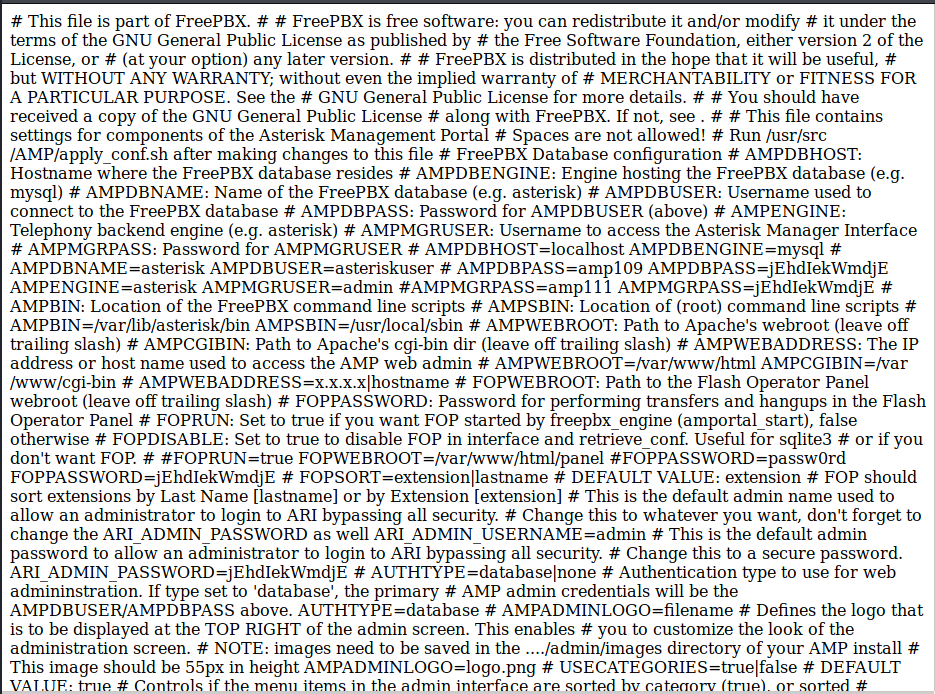 # This file is part of FreePBX. # # FreePBX is free software: you can redistribute it and/or modify # it under the
terms of the GNU General Public License as published by # the Free Software Foundation, either version 2 of the
License, or # (at your option) any later version. # # FreePBX is distributed in the hope that it will be useful, #
but WITHOUT ANY WARRANTY; without even the implied warranty of # MERCHANTABILITY or FITNESS FOR
A PARTICULAR PURPOSE. See the # GNU General Public License for more details. # # You should have
received a copy of the GNU General Public License # along with FreePBX. If not, see . # # This file contains
settings for components of the Asterisk Management Portal # Spaces are not allowed! # Run /usr/src
/AMP/apply_conf.sh after making changes to this file # FreePBX Database configuration # AMPDBHOST:
Hostname where the FreePBX database resides # AMPDBENGINE: Engine hosting the FreePBX database (e.g.
mysql) # AMPDBNAME: Name of the FreePBX database (e.g. asterisk) # AMPDBUSER: Username used to
connect to the FreePBX database # AMPDBPASS: Password for AMPDBUSER (above) # AMPENGINE:
Telephony backend engine (e.g. asterisk) # AMPMGRUSER: Username to access the Asterisk Manager Interface
# AMPMGRPASS: Password for AMPMGRUSER # AMPDBHOST=localhost AMPDBENGINE=mysql #
AMPDBNAME=asterisk AMPDBUSER=asteriskuser # AMPDBPASS=amp109 AMPDBPASS=jEhdIekWmdjE
AMPENGINE=asterisk AMPMGRUSER=admin #AMPMGRPASS=amp111 AMPMGRPASS=jEhdIekWmdjE #
AMPBIN: Location of the FreePBX command line scripts # AMPSBIN: Location of (root) command line scripts #
AMPBIN=/var/lib/asterisk/bin AMPSBIN=/usr/local/sbin # AMPWEBROOT: Path to Apache's webroot (leave off
trailing slash) # AMPCGIBIN: Path to Apache's cgi-bin dir (leave off trailing slash) # AMPWEBADDRESS: The IP
address or host name used to access the AMP web admin # AMPWEBROOT=/var/www/html AMPCGIBIN=/var
/www/cgi-bin # AMPWEBADDRESS=x.x.x.x|hostname # FOPWEBROOT: Path to the Flash Operator Panel
webroot (leave off trailing slash) # FOPPASSWORD: Password for performing transfers and hangups in the Flash
Operator Panel # FOPRUN: Set to true if you want FOP started by freepbx_engine (amportal_start), false
otherwise # FOPDISABLE: Set to true to disable FOP in interface and retrieve_conf. Useful for sqlite3 # or if you
don't want FOP. # #FOPRUN=true FOPWEBROOT=/var/www/html/panel #FOPPASSWORD=passw0rd
FOPPASSWORD=jEhdIekWmdjE # FOPSORT=extension|lastname # DEFAULT VALUE: extension # FOP should
sort extensions by Last Name [lastname] or by Extension [extension] # This is the default admin name used to
allow an administrator to login to ARI bypassing all security. # Change this to whatever you want, don't forget to
change the ARI_ADMIN_PASSWORD as well ARI_ADMIN_USERNAME=admin # This is the default admin
password to allow an administrator to login to ARI bypassing all security. # Change this to a secure password.
ARI_ADMIN_PASSWORD=jEhdIekWmdjE # AUTHTYPE=database|none # Authentication type to use for web
admininstration. If type set to 'database', the primary # AMP admin credentials will be the
AMPDBUSER/AMPDBPASS above. AUTHTYPE=database # AMPADMINLOGO=filename # Defines the logo that
is to be displayed at the TOP RIGHT of the admin screen. This enables # you to customize the look of the
administration screen. # NOTE: images need to be saved in the ..../admin/images directory of your AMP install #
This image should be 55px in height AMPADMINLOGO=logo.png # USECATEGORIES=true|false # DEFAULT
VALUE: true # Controls if the menu items in the admin interface are sorted by category (true), or sorted #